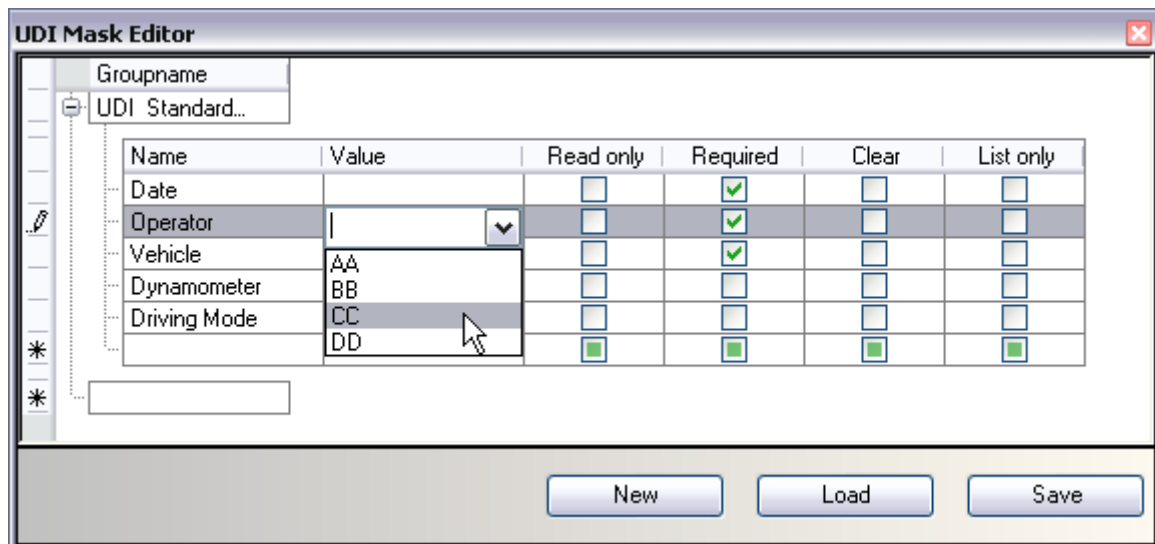 UDI Mask Editor
Groupname
UDI Standard...
Name Value Read only Required Clear List only
Date
Operator
Vehicle
AA
Dynamometer
BB
Driving Mode
CC
DD
New Load Save